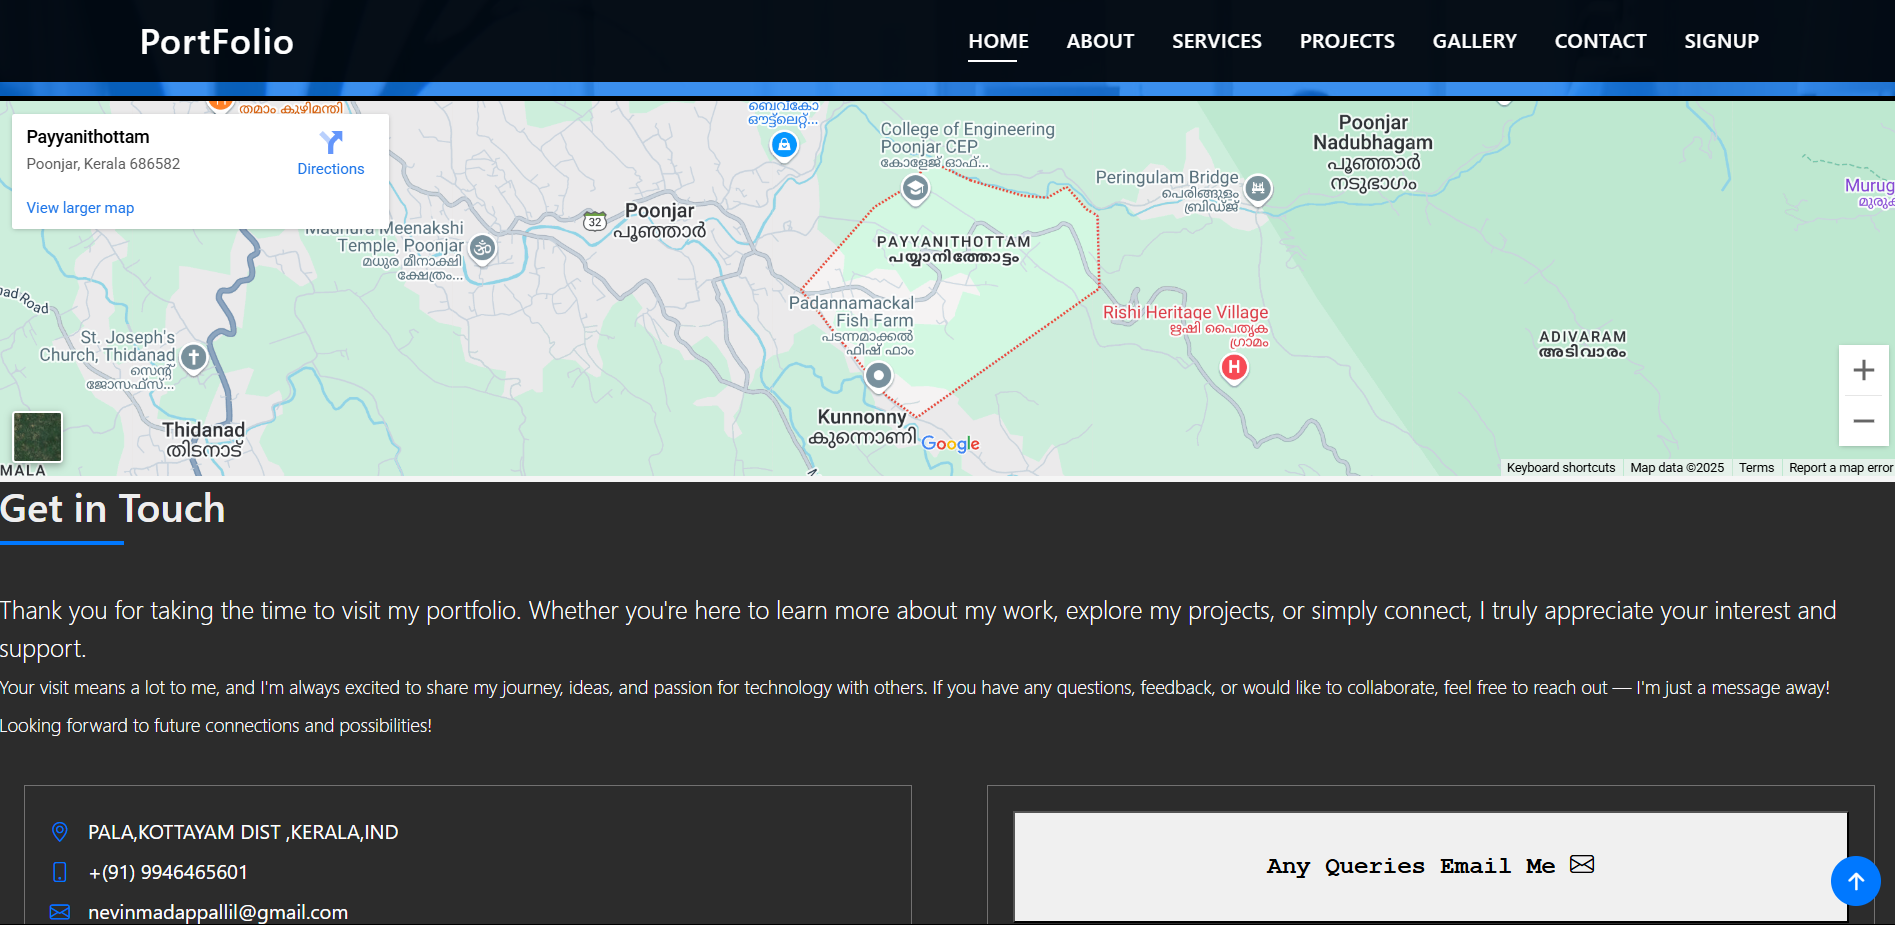 PortFolio
HOME ABOUT SERVICES PROJECTS GALLERY CONTACT SIGNUP
തമാം കുഴിമന്തി
Payyanithottam
Poonjar, Kerala 686582
Directions
View larger map
ബെവ്കോ
ഔട്ട്ലെറ്റ്...
College of Engineering
Poonjar CEP
കോളേജ് ഓഫ്...
Poonjar
Nadubhagam
പൂഞ്ഞാർ
നടുഭാഗം
Peringulam Bridge
പെരിങ്ങുളം
ബ്രിഡ്ജ്
Murug
മുരുക
32
Poonjar
പൂഞ്ഞാർ
Madhura Meenakshi
Temple, Poonjar
മധുര മീനാക്ഷി
ക്ഷേത്രം...
PAYYANITHOTTAM
പയ്യാനിത്തോട്ടം
oad Road
Padannamackal
Fish Farm
പടന്നമാക്കൽ
ഫിഷ് ഫാം
Rishi Heritage Village
ഋഷി പൈതൃക
ഗ്രാമം
H
St. Joseph's
Church, Thidanad
സെന്റ്
ജോസഫ്സ്...
ADIVARAM
അടിവാരം
Thidanad
തിടനാട്
Kunnonny
കുന്നൊണി
Google
MALA
Keyboard shortcuts Map data ©2025 Terms Report a map error
Get in Touch
Thank you for taking the time to visit my portfolio. Whether you're here to learn more about my work, explore my projects, or simply connect, I truly appreciate your interest and
support.
Your visit means a lot to me, and I'm always excited to share my journey, ideas, and passion for technology with others. If you have any questions, feedback, or would like to collaborate, feel free to reach out — I'm just a message away!
Looking forward to future connections and possibilities!
PALA,KOTTAYAM DIST ,KERALA,IND
+(91) 9946465601
nevinmadappallil@gmail.com
Any Queries Email Me